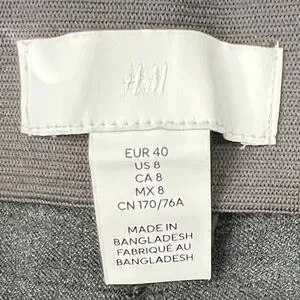 H&M
EUR 40
US 8
CA 8
MX 8
CN 170/76A
MADE IN
BANGLADESH
FABRIQUÉ AU
BANGLADESH